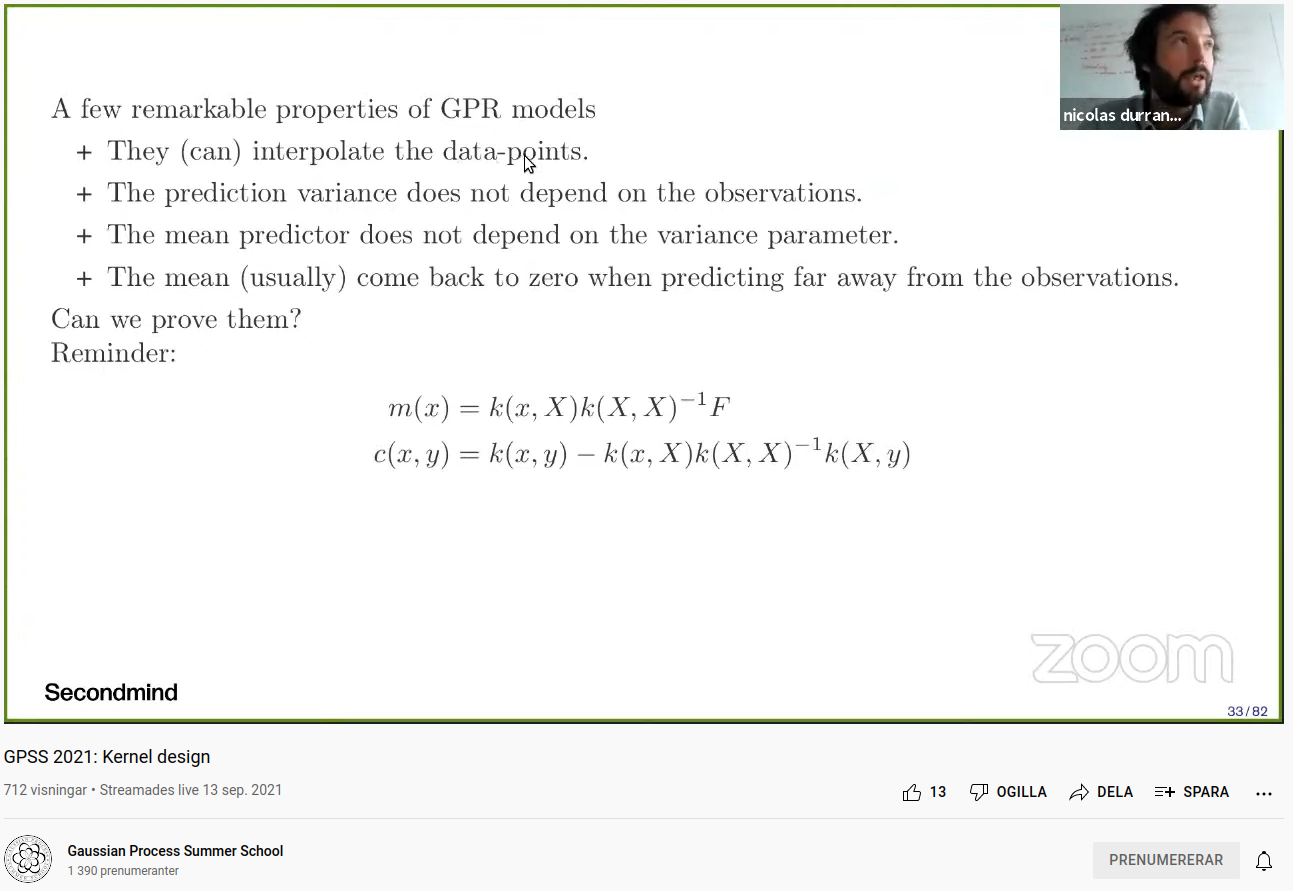 A few remarkable properties of GPR models
+ They (can) interpolate the data-points.
+ The prediction variance does not depend on the observations.
+ The mean predictor does not depend on the variance parameter.
+ The mean (usually) come back to zero when predicting far away from the observations.
Can we prove them?
Reminder:
m(x) = k(x, X)k(X, X)⁻¹F
c(x, y) = k(x, y) − k(x, X)k(X, X)⁻¹k(X, y)
nicolas durran...
zoom
Secondmind
33/82
GPSS 2021: Kernel design
712 visningar • Streamades live 13 sep. 2021
13 OGILLA DELA SPARA ...
Gaussian Process Summer School
1 390 prenumeranter
PRENUMERERAR